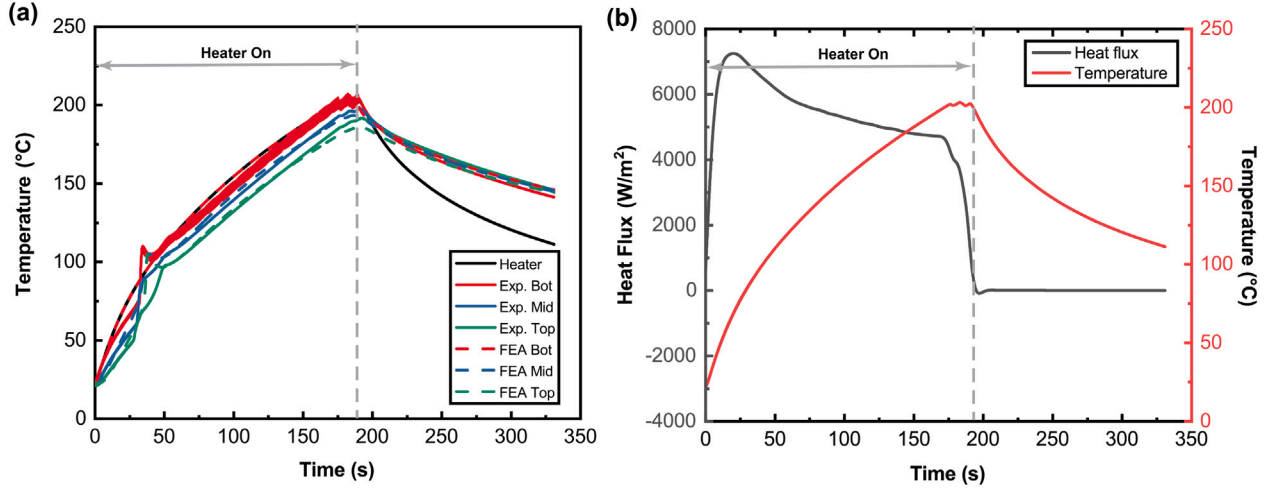 (a)
250
200
150
100
50
0
Temperature (°C)
Heater On
Heater
Exp. Bot
Exp. Mid
Exp. Top
FEA Bot
FEA Mid
FEA Top
0 50 100 150 200 250 300 350
Time (s)
(b)
8000
6000
4000
2000
0
-2000
-4000
Heat Flux (W/m²)
Heater On
Heat flux
Temperature
250
200
150
100
50
0
Temperature (°C)
0 50 100 150 200 250 300 350
Time (s)